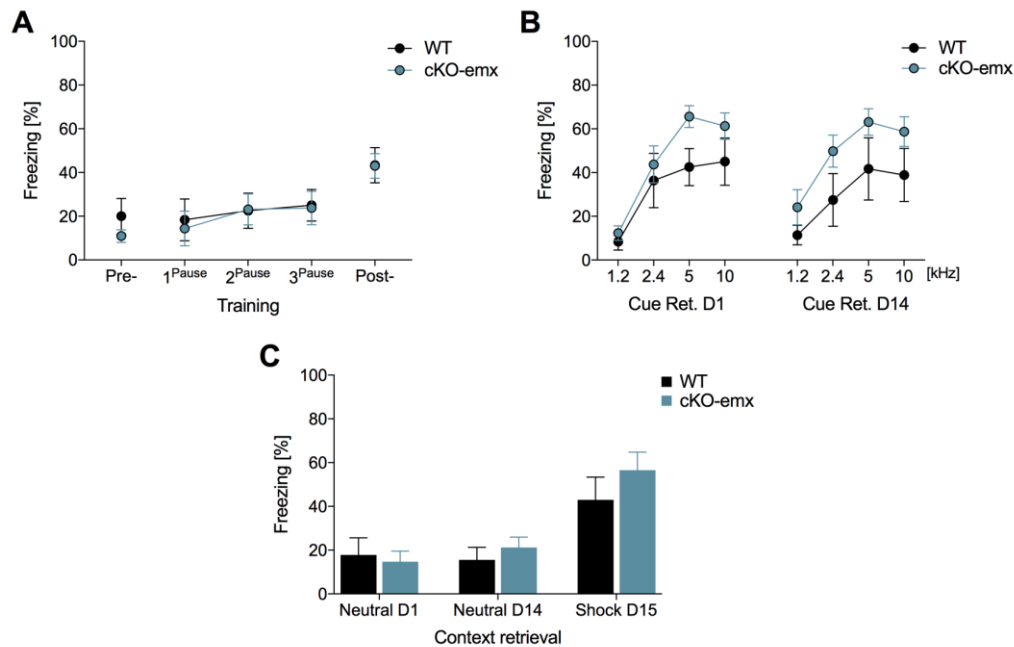 A
100
80
60
40
20
0
Freezing [%]
WT
cKO-emx
Pre- 1Pause 2Pause 3Pause Post-
Training
B
100
80
60
40
20
0
Freezing [%]
WT
cKO-emx
1.2 2.4 5 10 1.2 2.4 5 10 [kHz]
Cue Ret. D1 Cue Ret. D14
C
100
80
60
40
20
0
Freezing [%]
WT
cKO-emx
Neutral D1 Neutral D14 Shock D15
Context retrieval